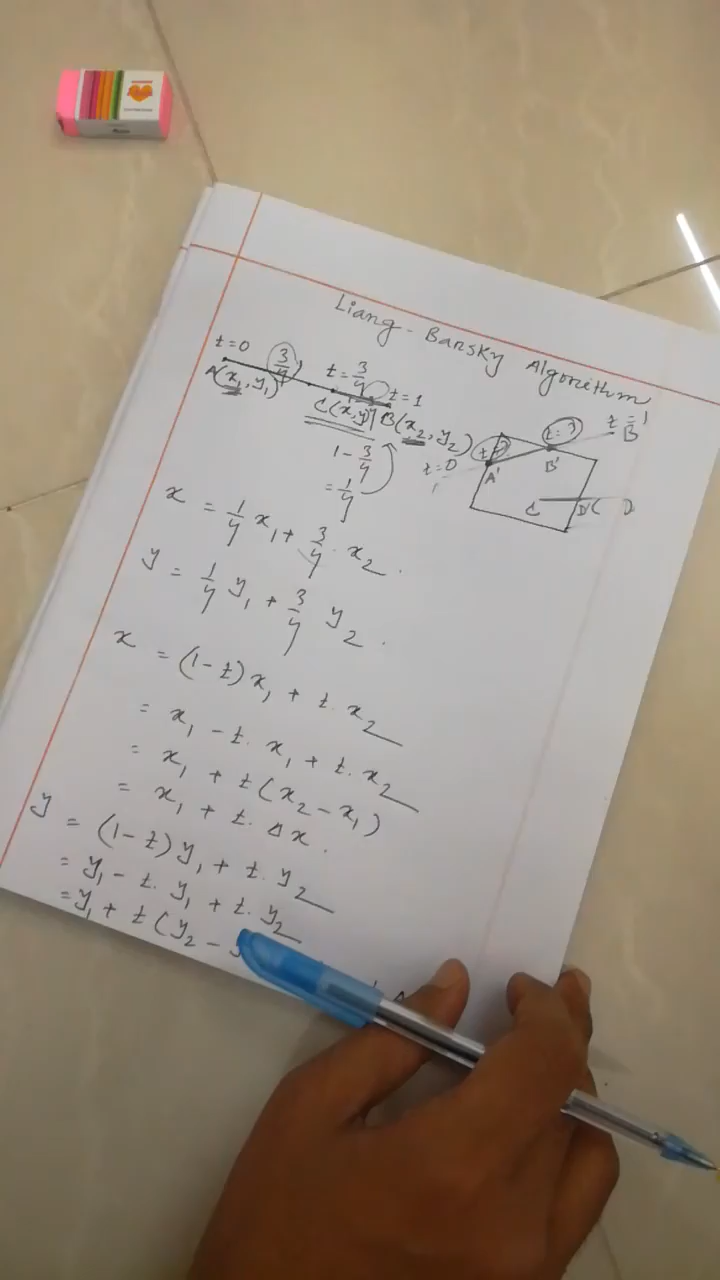 Liang - Barsky Algorithm
t=0 3/4 t=3/4 t=1
A(x₁, y₁) C(x,y) B(x₂, y₂)
1 - 3/4
= 1/4
t=0 t=? t=? t=1
A' B' B
C D' D
x = 1/4 x₁ + 3/4 . x₂ .
y = 1/4 y₁ + 3/4 y₂ .
x = (1-t) x₁ + t. x₂
= x₁ - t. x₁ + t. x₂
= x₁ + t (x₂ - x₁)
= x₁ + t. Δx .
y = (1-t) y₁ + t. y₂
= y₁ - t. y₁ + t. y₂
= y₁ + t (y₂ - y